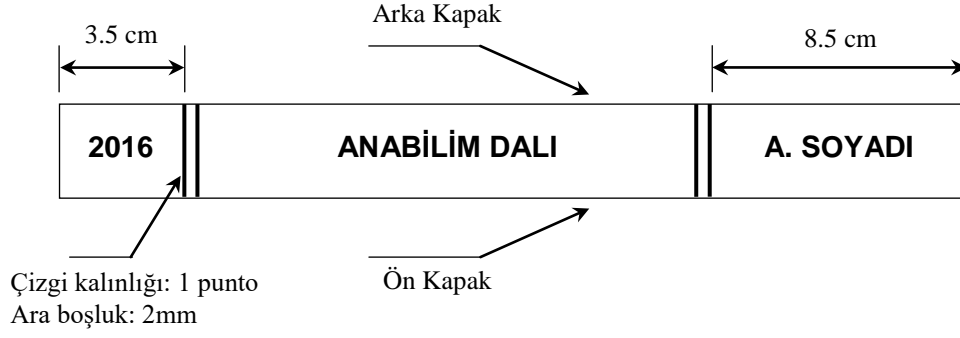 Arka Kapak
3.5 cm
8.5 cm
2016
ANABİLİM DALI
A. SOYADI
Çizgi kalınlığı: 1 punto
Ara boşluk: 2mm
Ön Kapak